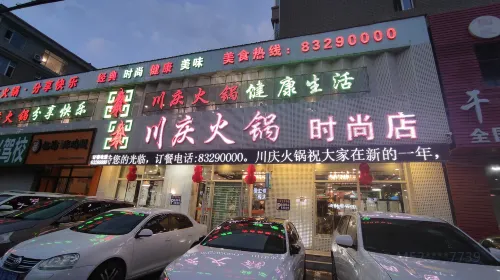 火锅·分享快乐 经典 时尚 健康 美味 美食热线：83290000
火锅 分享快乐 川庆火锅 健康生活
川庆火锅 时尚店
您的光临，订餐电话:83290000。川庆火锅祝大家在新的一年，
驾校
干